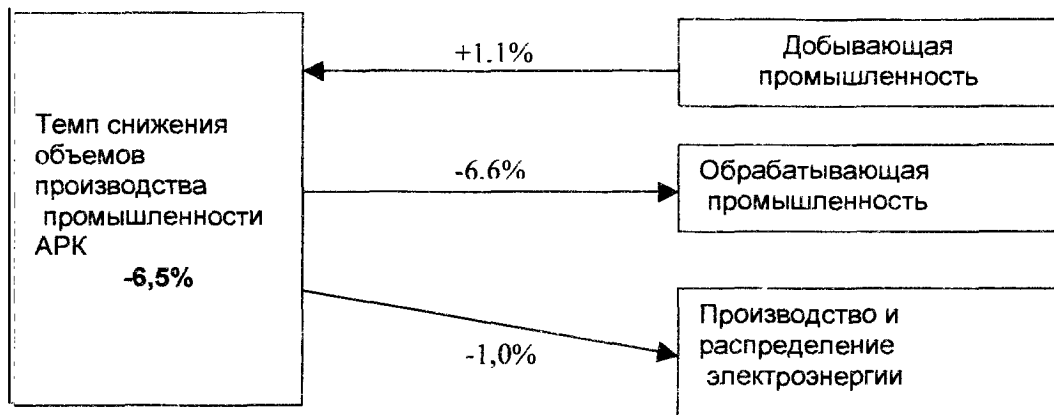 Темп снижения
объемов
производства
промышленности
АРК
-6,5%
+1.1%
Добывающая
промышленность
-6.6%
Обрабатывающая
промышленность
-1,0%
Производство и
распределение
электроэнергии